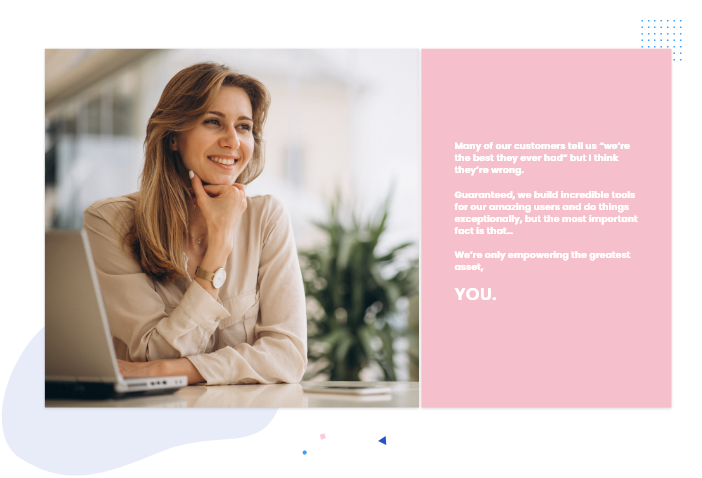 Many of our customers tell us “we’re
the best they ever had” but I think
they’re wrong.
Guaranteed, we build incredible tools
for our amazing users and do things
exceptionally, but the most important
fact is that...
We’re only empowering the greatest
asset,
YOU.